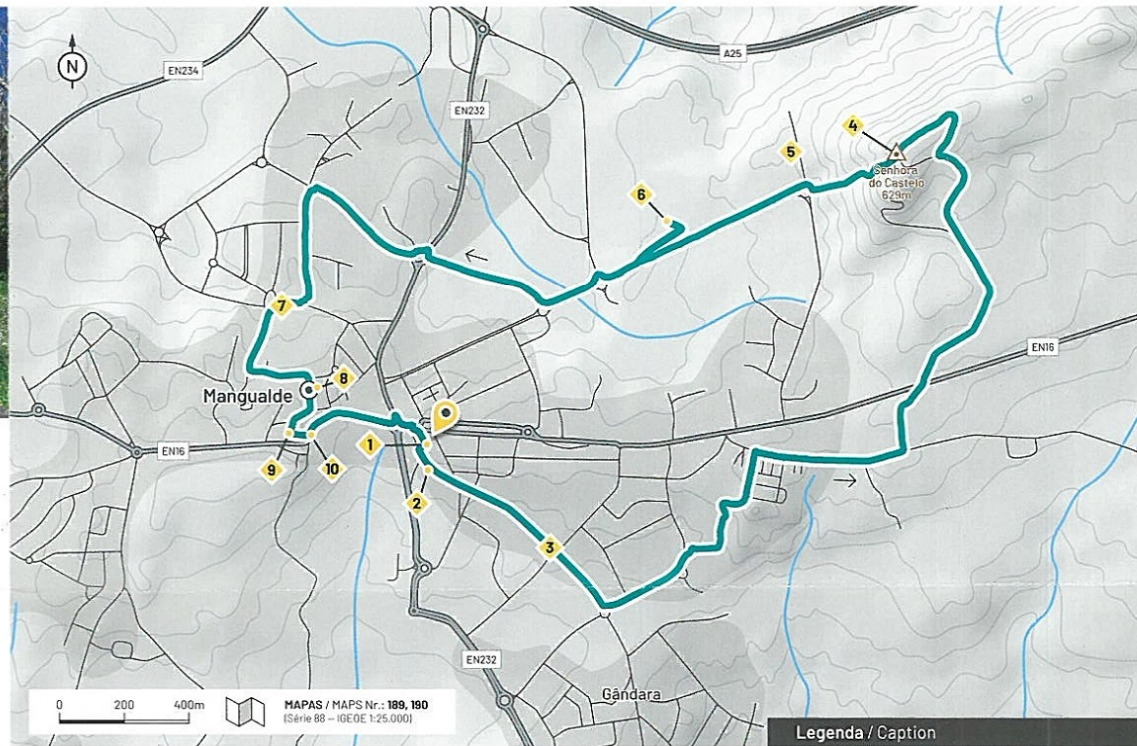 N
EN234
EN232
A25
4
5
Senhora
do Castelo
629m
6
7
EN16
8
Mangualde
1
EN16
9
10
2
3
EN232
Gândara
0 200 400m
MAPAS / MAPS Nr.: 189, 190
(Série 88 – IGEOE 1:25.000)
Legenda / Caption